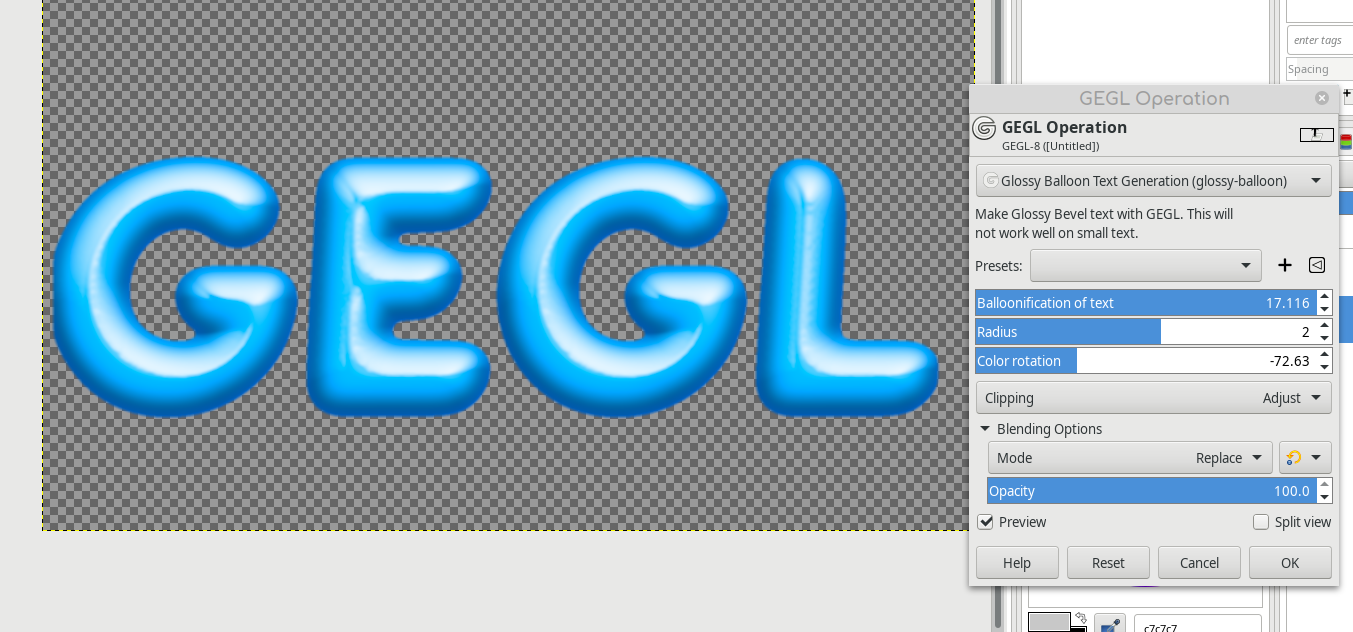 GEGL
enter tags
Spacing
GEGL Operation
GEGL Operation
GEGL-8 ([Untitled])
Glossy Balloon Text Generation (glossy-balloon)
Make Glossy Bevel text with GEGL. This will
not work well on small text.
Presets:
Balloonification of text 17.116
Radius 2
Color rotation -72.63
Clipping Adjust
Blending Options
Mode Replace
Opacity 100.0
Preview Split view
Help Reset Cancel OK
c7c7c7